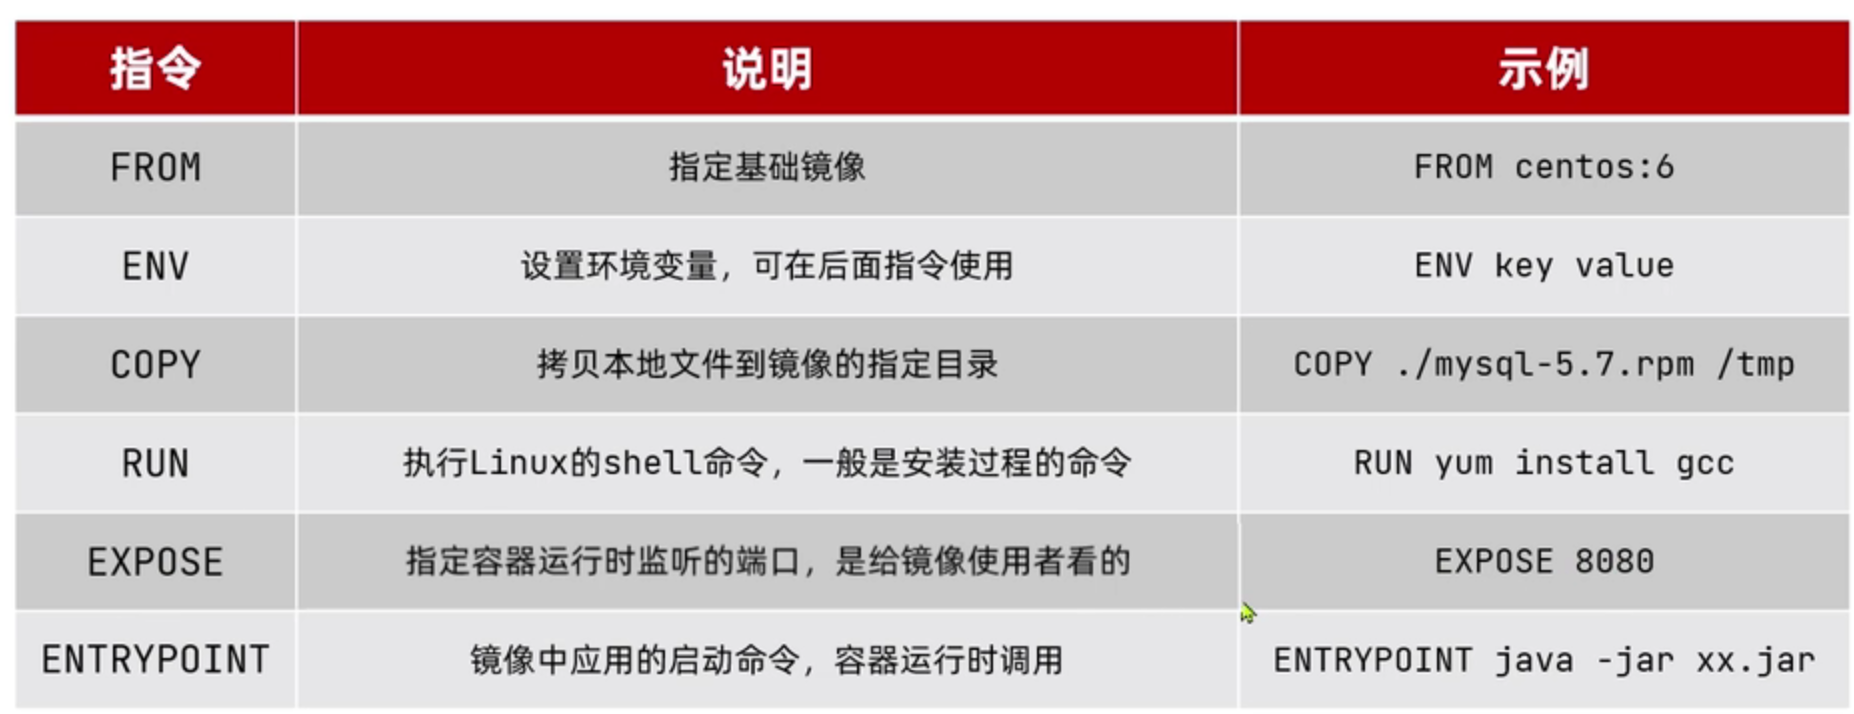 指令 说明 示例
FROM 指定基础镜像 FROM centos:6
ENV 设置环境变量，可在后面指令使用 ENV key value
COPY 拷贝本地文件到镜像的指定目录 COPY ./mysql-5.7.rpm /tmp
RUN 执行Linux的shell命令，一般是安装过程的命令 RUN yum install gcc
EXPOSE 指定容器运行时监听的端口，是给镜像使用者看的 EXPOSE 8080
ENTRYPOINT 镜像中应用的启动命令，容器运行时调用 ENTRYPOINT java -jar xx.jar